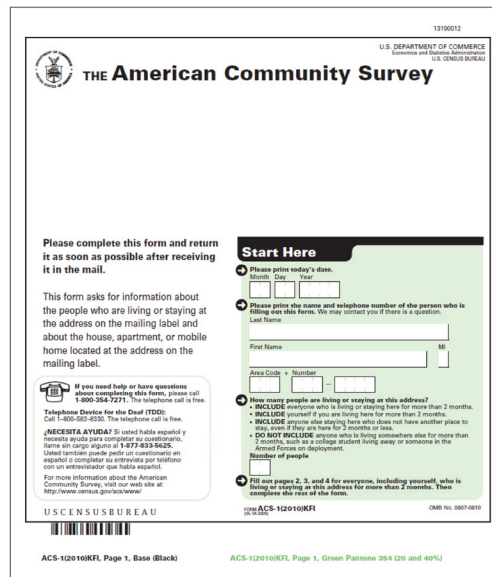 13190012
U.S. DEPARTMENT OF COMMERCE
Economics and Statistics Administration
U.S. CENSUS BUREAU
THE American Community Survey
Please complete this form and return
it as soon as possible after receiving
it in the mail.
This form asks for information about
the people who are living or staying at
the address on the mailing label and
about the house, apartment, or mobile
home located at the address on the
mailing label.
If you need help or have questions
about completing this form, please call
1-800-354-7271. The telephone call is free.
Telephone Device for the Deaf (TDD):
Call 1–800–582–8330. The telephone call is free.
¿NECESITA AYUDA? Si usted habla español y
necesita ayuda para completar su cuestionario,
llame sin cargo alguno al 1-877-833-5625.
Usted también puede pedir un cuestionario en
español o completar su entrevista por teléfono
con un entrevistador que habla español.
For more information about the American
Community Survey, visit our web site at:
http://www.census.gov/acs/www/
USCENSUSBUREAU
Start Here
Please print today's date.
Month Day Year
Please print the name and telephone number of the person who is
filling out this form. We may contact you if there is a question.
Last Name
First Name MI
Area Code + Number
How many people are living or staying at this address?
• INCLUDE everyone who is living or staying here for more than 2 months.
• INCLUDE yourself if you are living here for more than 2 months.
• INCLUDE anyone else staying here who does not have another place to
stay, even if they are here for 2 months or less.
• DO NOT INCLUDE anyone who is living somewhere else for more than
2 months, such as a college student living away or someone in the
Armed Forces on deployment.
Number of people
Fill out pages 2, 3, and 4 for everyone, including yourself, who is
living or staying at this address for more than 2 months. Then
complete the rest of the form.
FORM ACS-1(2010)KFI
OMB No. 0607-0810
ACS-1(2010)KFI, Page 1, Base (Black)
ACS-1(2010)KFI, Page 1, Green Pantone 354 (20 and 40%)